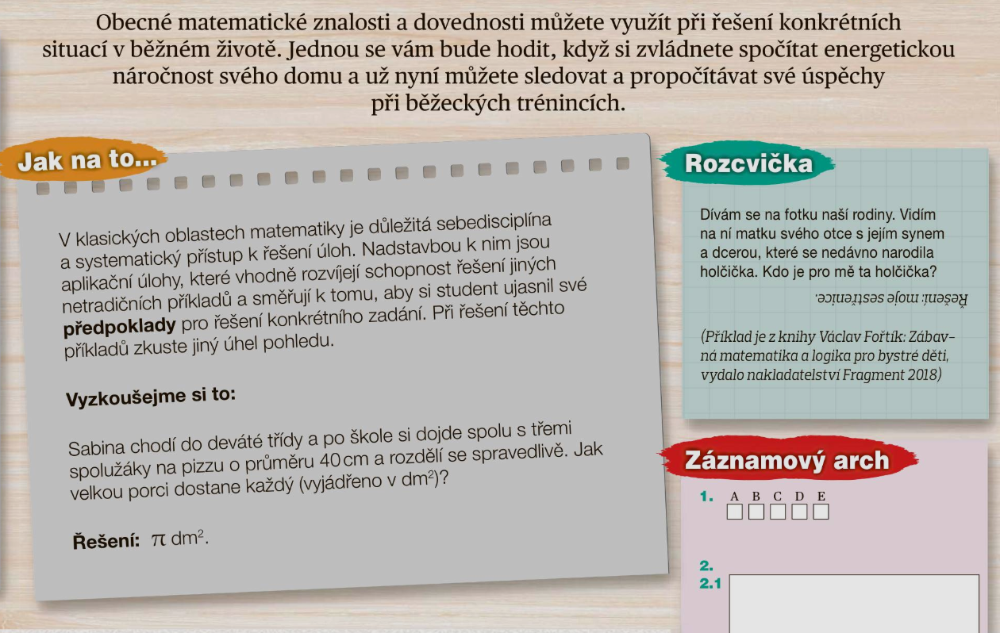 Obecné matematické znalosti a dovednosti můžete využít při řešení konkrétních
situací v běžném životě. Jednou se vám bude hodit, když si zvládnete spočítat energetickou
náročnost svého domu a už nyní můžete sledovat a propočítávat své úspěchy
při běžeckých trénincích.
Jak na to...
V klasických oblastech matematiky je důležitá sebedisciplína
a systematický přístup k řešení úloh. Nadstavbou k nim jsou
aplikační úlohy, které vhodně rozvíjejí schopnost řešení jiných
netradičních příkladů a směřují k tomu, aby si student ujasnil své
předpoklady pro řešení konkrétního zadání. Při řešení těchto
příkladů zkuste jiný úhel pohledu.
Vyzkoušejme si to:
Sabina chodí do deváté třídy a po škole si dojde spolu s třemi
spolužáky na pizzu o průměru 40 cm a rozdělí se spravedlivě. Jak
velkou porci dostane každý (vyjádřeno v dm²)?
Řešení: π dm².
Rozcvička
Dívám se na fotku naší rodiny. Vidím
na ní matku svého otce s jejím synem
a dcerou, které se nedávno narodila
holčička. Kdo je pro mě ta holčička?
Řešení: moje sestřenice.
(Příklad je z knihy Václav Fořtík: Zábav-
ná matematika a logika pro bystré děti,
vydalo nakladatelství Fragment 2018)
Záznamový arch
1. A B C D E
2.
2.1